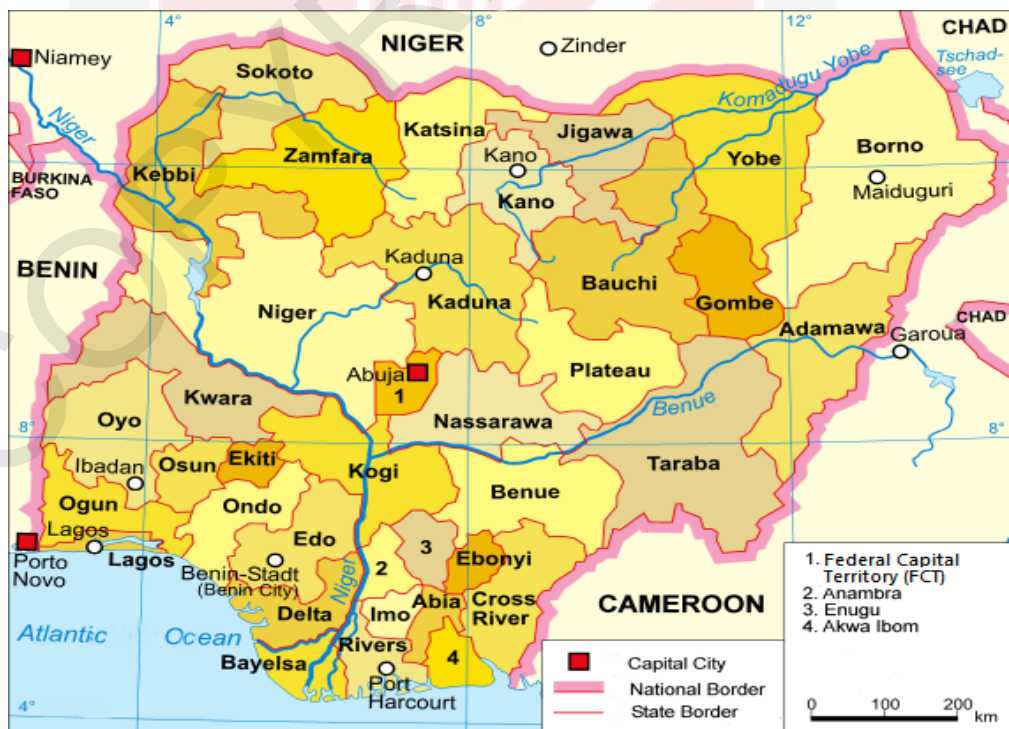 4°
8°
12°
CHAD
NIGER
Zinder
Niamey
Tschad-
see
Sokoto
Komadugu Yobe
Niger
Katsina
Jigawa
Zamfara
Kano
Yobe
Borno
Kebbi
BURKINA
FASO
Kano
Maiduguri
BENIN
Kaduna
Bauchi
Niger
Kaduna
Gombe
CHAD
Adamawa
Garoua
Abuja
1
Plateau
Kwara
Benue
Nassarawa
Oyo
8°
8°
Ibadan
Osun
Ekiti
Kogi
Taraba
Benue
Ogun
Ondo
Lagos
Edo
3
Ebonyi
Porto
Novo
Lagos
2
Benin-Stadt
(Benin City)
Niger
Imo
Abia
Cross
River
CAMEROON
Delta
Atlantic Ocean
Rivers
4
Bayelsa
Port
Harcourt
4°
1. Federal Capital
Territory (FCT)
2. Anambra
3. Enugu
4. Akwa Ibom
Capital City
National Border
State Border
0 100 200
km
COPY